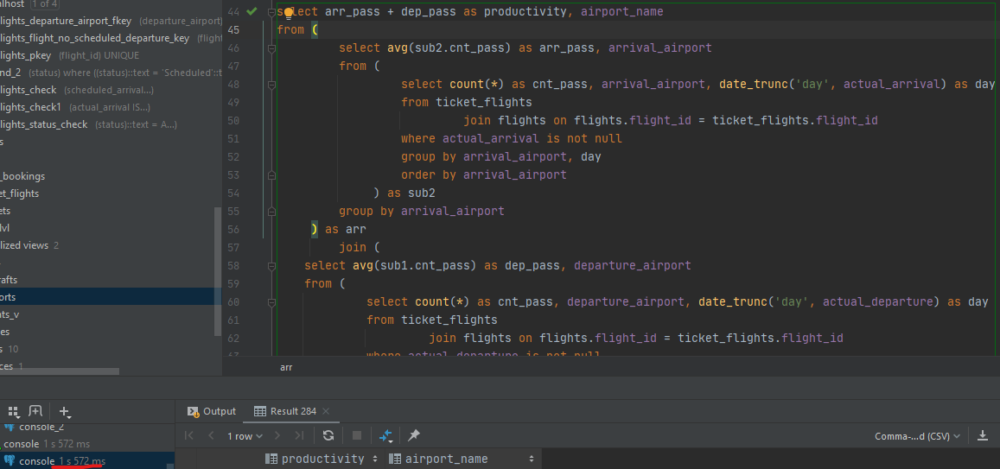 lhost 1 of 4
lights_departure_airport_fkey (departure_airport)
lights_flight_no_scheduled_departure_key (flight
lights_pkey (flight_id) UNIQUE
nd_2 (status) where ((status)::text = 'Scheduled'::t
lights_check (scheduled_arrival...)
lights_check1 (actual_arrival IS...)
lights_status_check (status)::text = A...)
s
_bookings
et_flights
ets
lvl
lized views 2
rafts
orts
nts_v
es
s 10
ces 1
44 select arr_pass + dep_pass as productivity, airport_name
45 from (
46 select avg(sub2.cnt_pass) as arr_pass, arrival_airport
47 from (
48 select count(*) as cnt_pass, arrival_airport, date_trunc('day', actual_arrival) as day
49 from ticket_flights
50 join flights on flights.flight_id = ticket_flights.flight_id
51 where actual_arrival is not null
52 group by arrival_airport, day
53 order by arrival_airport
54 ) as sub2
55 group by arrival_airport
56 ) as arr
57 join (
58 select avg(sub1.cnt_pass) as dep_pass, departure_airport
59 from (
60 select count(*) as cnt_pass, departure_airport, date_trunc('day', actual_departure) as day
61 from ticket_flights
62 join flights on flights.flight_id = ticket_flights.flight_id
where actual_departure is not null
arr
Output Result 284
console_2
console 1 s 572 ms
console 1 s 572 ms
1 row
Comma-...d (CSV)
productivity airport_name